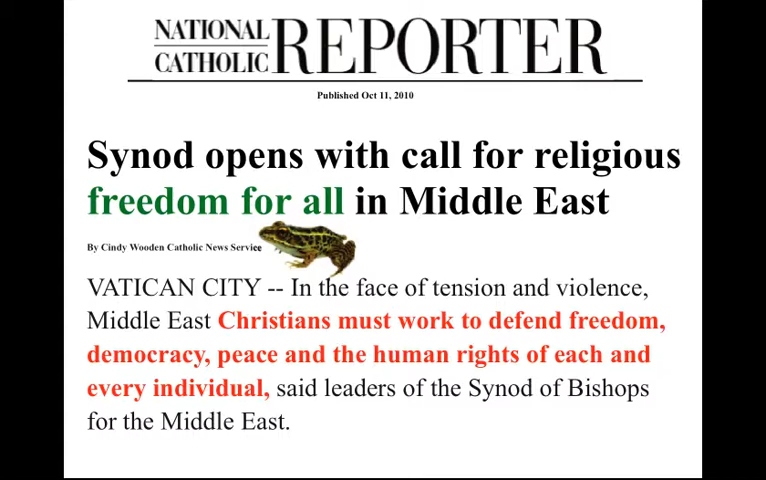 NATIONAL CATHOLIC REPORTER
Published Oct 11, 2010
Synod opens with call for religious
freedom for all in Middle East
By Cindy Wooden Catholic News Service
VATICAN CITY -- In the face of tension and violence,
Middle East Christians must work to defend freedom,
democracy, peace and the human rights of each and
every individual, said leaders of the Synod of Bishops
for the Middle East.